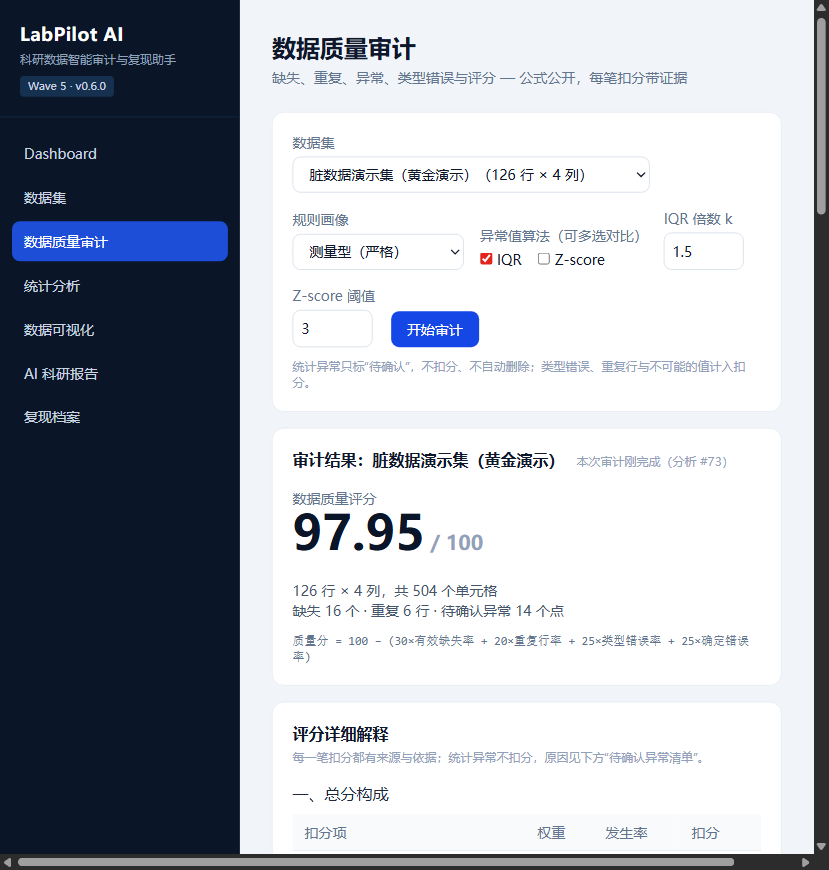 LabPilot AI
科研数据智能审计与复现助手
Wave 5 · v0.6.0
Dashboard
数据集
数据质量审计
统计分析
数据可视化
AI 科研报告
复现档案
数据质量审计
缺失、重复、异常、类型错误与评分 — 公式公开，每笔扣分带证据
数据集
脏数据演示集（黄金演示）（126 行 × 4 列）
规则画像
测量型（严格）
异常值算法（可多选对比）
IQR
Z-score
IQR 倍数 k
1.5
Z-score 阈值
3
开始审计
统计异常只标“待确认”，不扣分、不自动删除；类型错误、重复行与不可能的值计入扣
分。
审计结果：脏数据演示集（黄金演示）
本次审计刚完成（分析 #73）
数据质量评分
97.95 / 100
126 行 × 4 列，共 504 个单元格
缺失 16 个 · 重复 6 行 · 待确认异常 14 个点
质量分 = 100 − (30×有效缺失率 + 20×重复行率 + 25×类型错误率 + 25×确定错误
率)
评分详细解释
每一笔扣分都有来源与依据；统计异常不扣分，原因见下方“待确认异常清单”。
一、总分构成
扣分项 权重 发生率 扣分